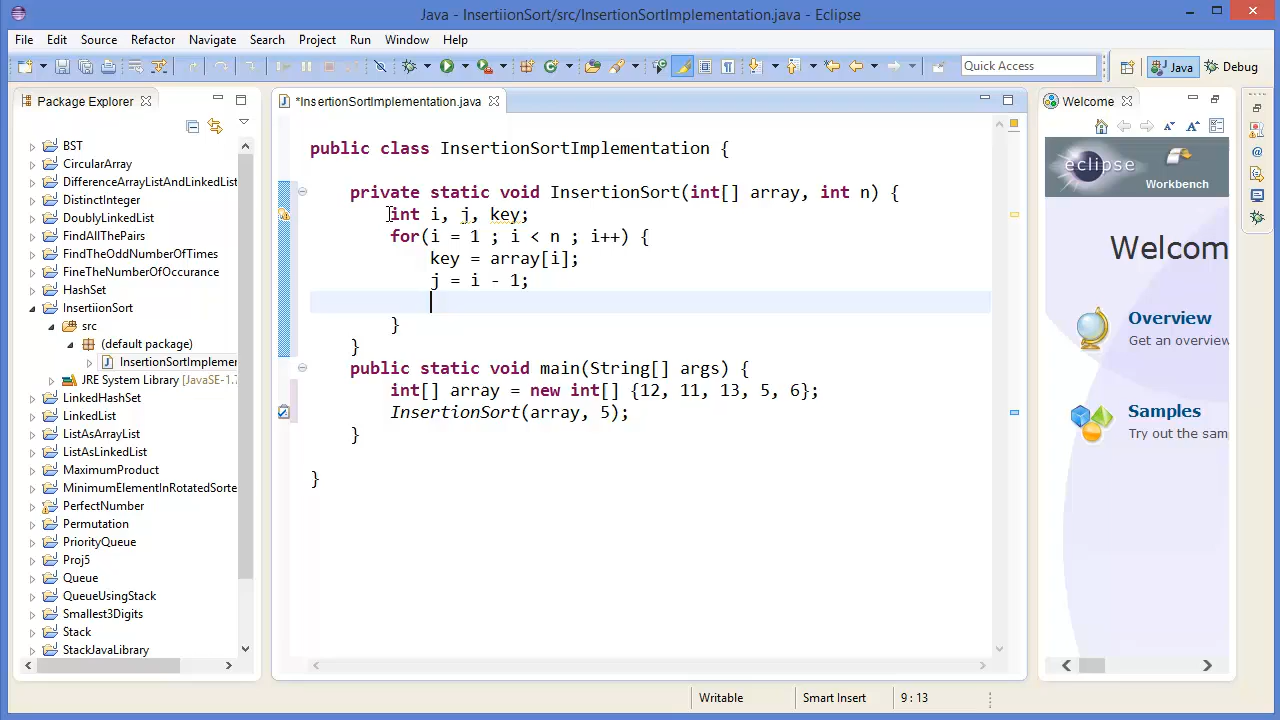 Java - InsertiionSort/src/InsertionSortImplementation.java - Eclipse
File Edit Source Refactor Navigate Search Project Run Window Help
Quick Access
Java
Debug
Package Explorer
BST
CircularArray
DifferenceArrayListAndLinkedList
DistinctInteger
DoublyLinkedList
FindAllThePairs
FindTheOddNumberOfTimes
FineTheNumberOfOccurance
HashSet
InsertiionSort
src
(default package)
InsertionSortImplemer
JRE System Library [JavaSE-1.7
LinkedHashSet
LinkedList
ListAsArrayList
ListAsLinkedList
MaximumProduct
MinimumElementInRotatedSorte
PerfectNumber
Permutation
PriorityQueue
Proj5
Queue
QueueUsingStack
Smallest3Digits
Stack
StackJavaLibrary
*InsertionSortImplementation.java
public class InsertionSortImplementation {
private static void InsertionSort(int[] array, int n) {
int i, j, key;
for(i = 1 ; i < n ; i++) {
key = array[i];
j = i - 1;
}
}
public static void main(String[] args) {
int[] array = new int[] {12, 11, 13, 5, 6};
InsertionSort(array, 5);
}
}
Welcome
eclipse
Workbench
Welcom
Overview
Get an overview
Samples
Try out the sam
Writable
Smart Insert
9 : 13